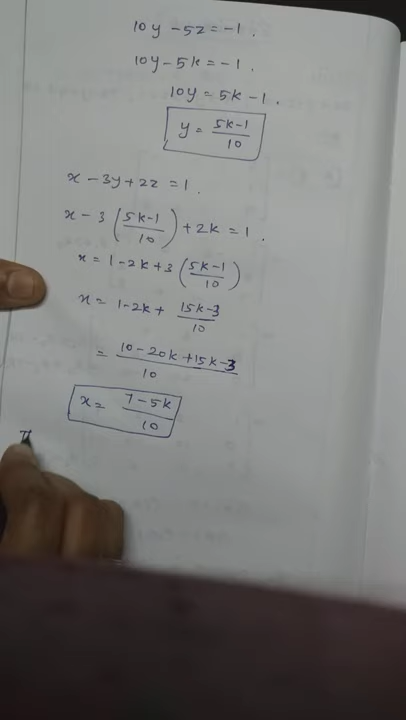 10y - 5z = -1.
10y - 5k = -1.
10y = 5k - 1.
y = (5k-1)/10
x - 3y + 2z = 1.
x - 3 ((5k-1)/10) + 2k = 1.
x = 1 - 2k + 3 ((5k-1)/10)
x = 1 - 2k + (15k-3)/10
= (10 - 20k + 15k - 3)/10
x = (7 - 5k)/10